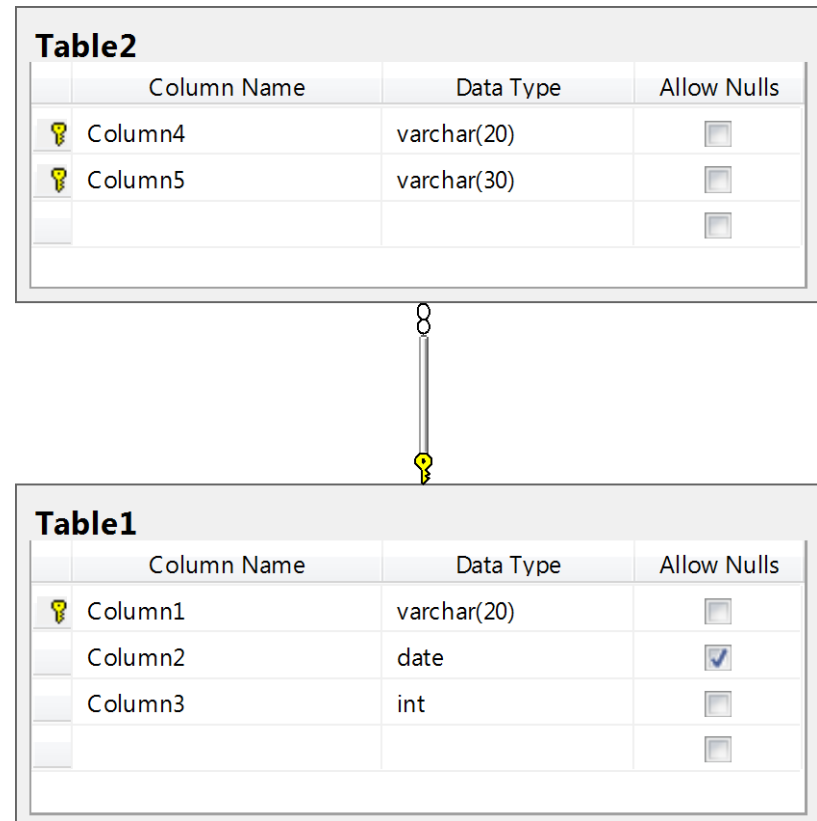 Table2
Column Name Data Type Allow Nulls
Column4 varchar(20)
Column5 varchar(30)
Table1
Column Name Data Type Allow Nulls
Column1 varchar(20)
Column2 date
Column3 int